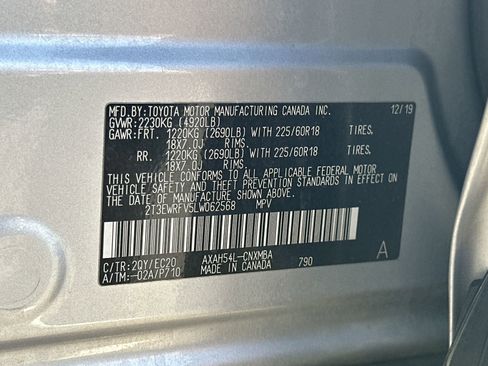 MFD.BY:TOYOTA MOTOR MANUFACTURING CANADA INC. 12/19
GVWR:2230KG (4920LB)
GAWR:FRT. 1220KG (2690LB) WITH 225/60R18 TIRES.
18X7.0J RIMS.
RR. 1220KG (2690LB) WITH 225/60R18 TIRES.
18X7.0J RIMS.
THIS VEHICLE CONFORMS TO ALL APPLICABLE FEDERAL MOTOR
VEHICLE SAFETY AND THEFT PREVENTION STANDARDS IN EFFECT ON
THE DATE OF MANUFACTURE SHOWN ABOVE.
2T3EWRFV5LW062568 MPV
C/TR:2QY/EC20 AXAH54L-CNXMBA A
A/TM:-02A/P710 MADE IN CANADA 790